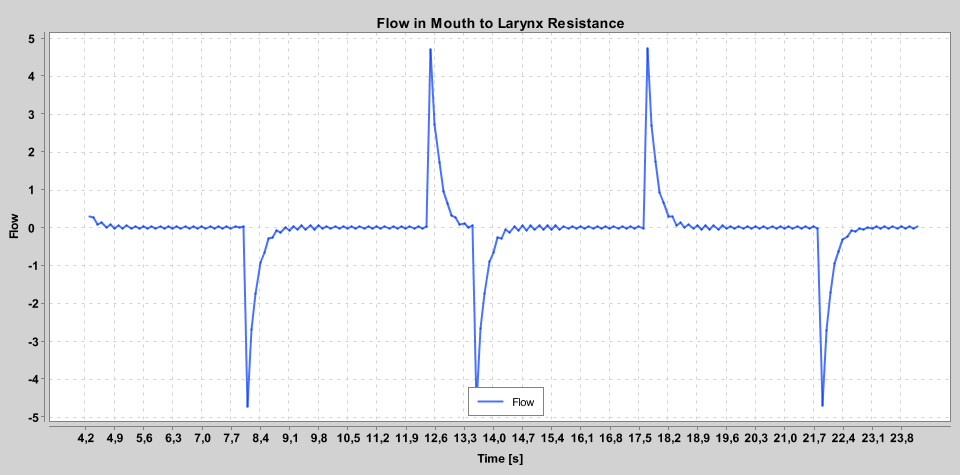 Flow in Mouth to Larynx Resistance
5
4
3
2
1
0
-1
-2
-3
-4
-5
Flow
Flow
4,2 4,9 5,6 6,3 7,0 7,7 8,4 9,1 9,8 10,5 11,2 11,9 12,6 13,3 14,0 14,7 15,4 16,1 16,8 17,5 18,2 18,9 19,6 20,3 21,0 21,7 22,4 23,1 23,8
Time [s]